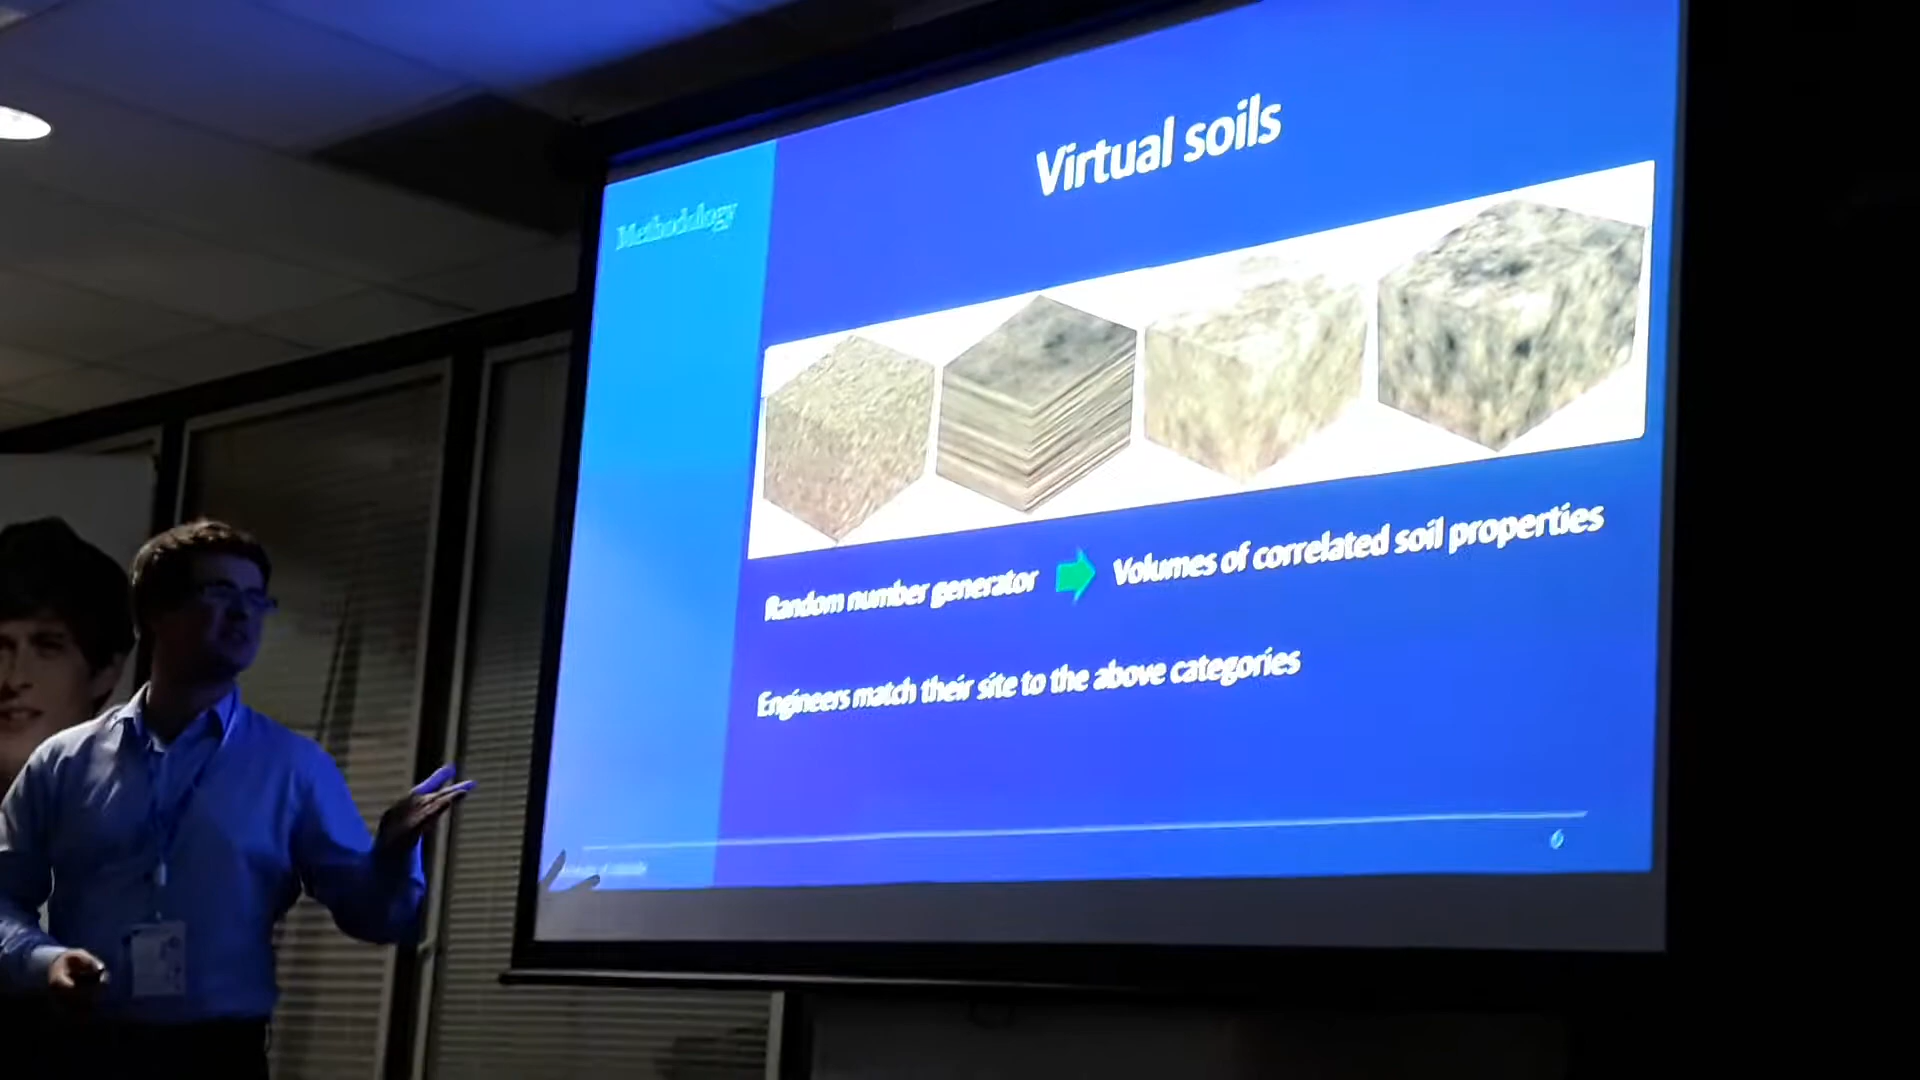 Virtual soils
Methodology
Random number generator
Volumes of correlated soil properties
Engineers match their site to the above categories
6